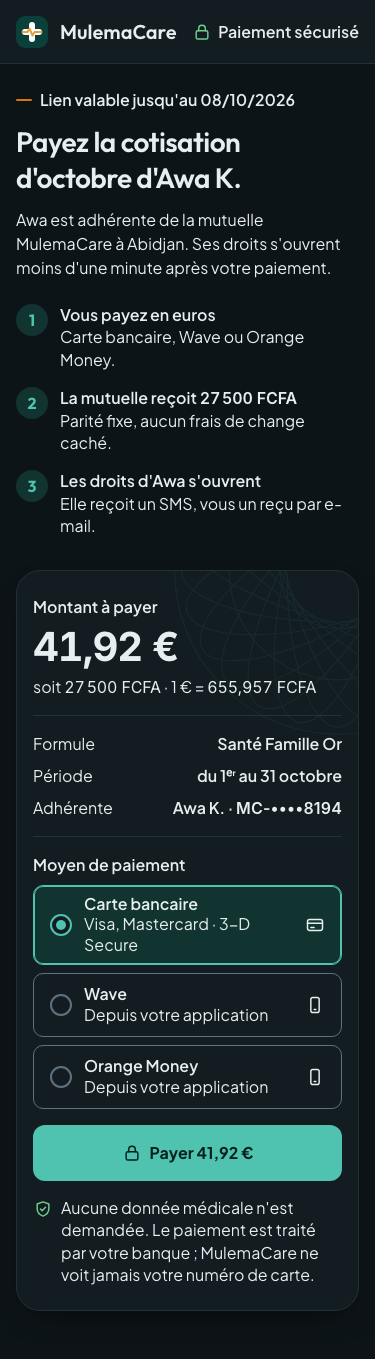 MulemaCare
Paiement sécurisé
Lien valable jusqu'au 08/10/2026
Payez la cotisation
d'octobre d'Awa K.
Awa est adhérente de la mutuelle
MulemaCare à Abidjan. Ses droits s'ouvrent
moins d'une minute après votre paiement.
1
Vous payez en euros
Carte bancaire, Wave ou Orange
Money.
2
La mutuelle reçoit 27 500 FCFA
Parité fixe, aucun frais de change
caché.
3
Les droits d'Awa s'ouvrent
Elle reçoit un SMS, vous un reçu par e-
mail.
Montant à payer
41,92 €
soit 27 500 FCFA · 1 € = 655,957 FCFA
Formule Santé Famille Or
Période du 1er au 31 octobre
Adhérente Awa K. · MC-••••8194
Moyen de paiement
Carte bancaire
Visa, Mastercard · 3-D
Secure
Wave
Depuis votre application
Orange Money
Depuis votre application
Payer 41,92 €
Aucune donnée médicale n'est
demandée. Le paiement est traité
par votre banque ; MulemaCare ne
voit jamais votre numéro de carte.